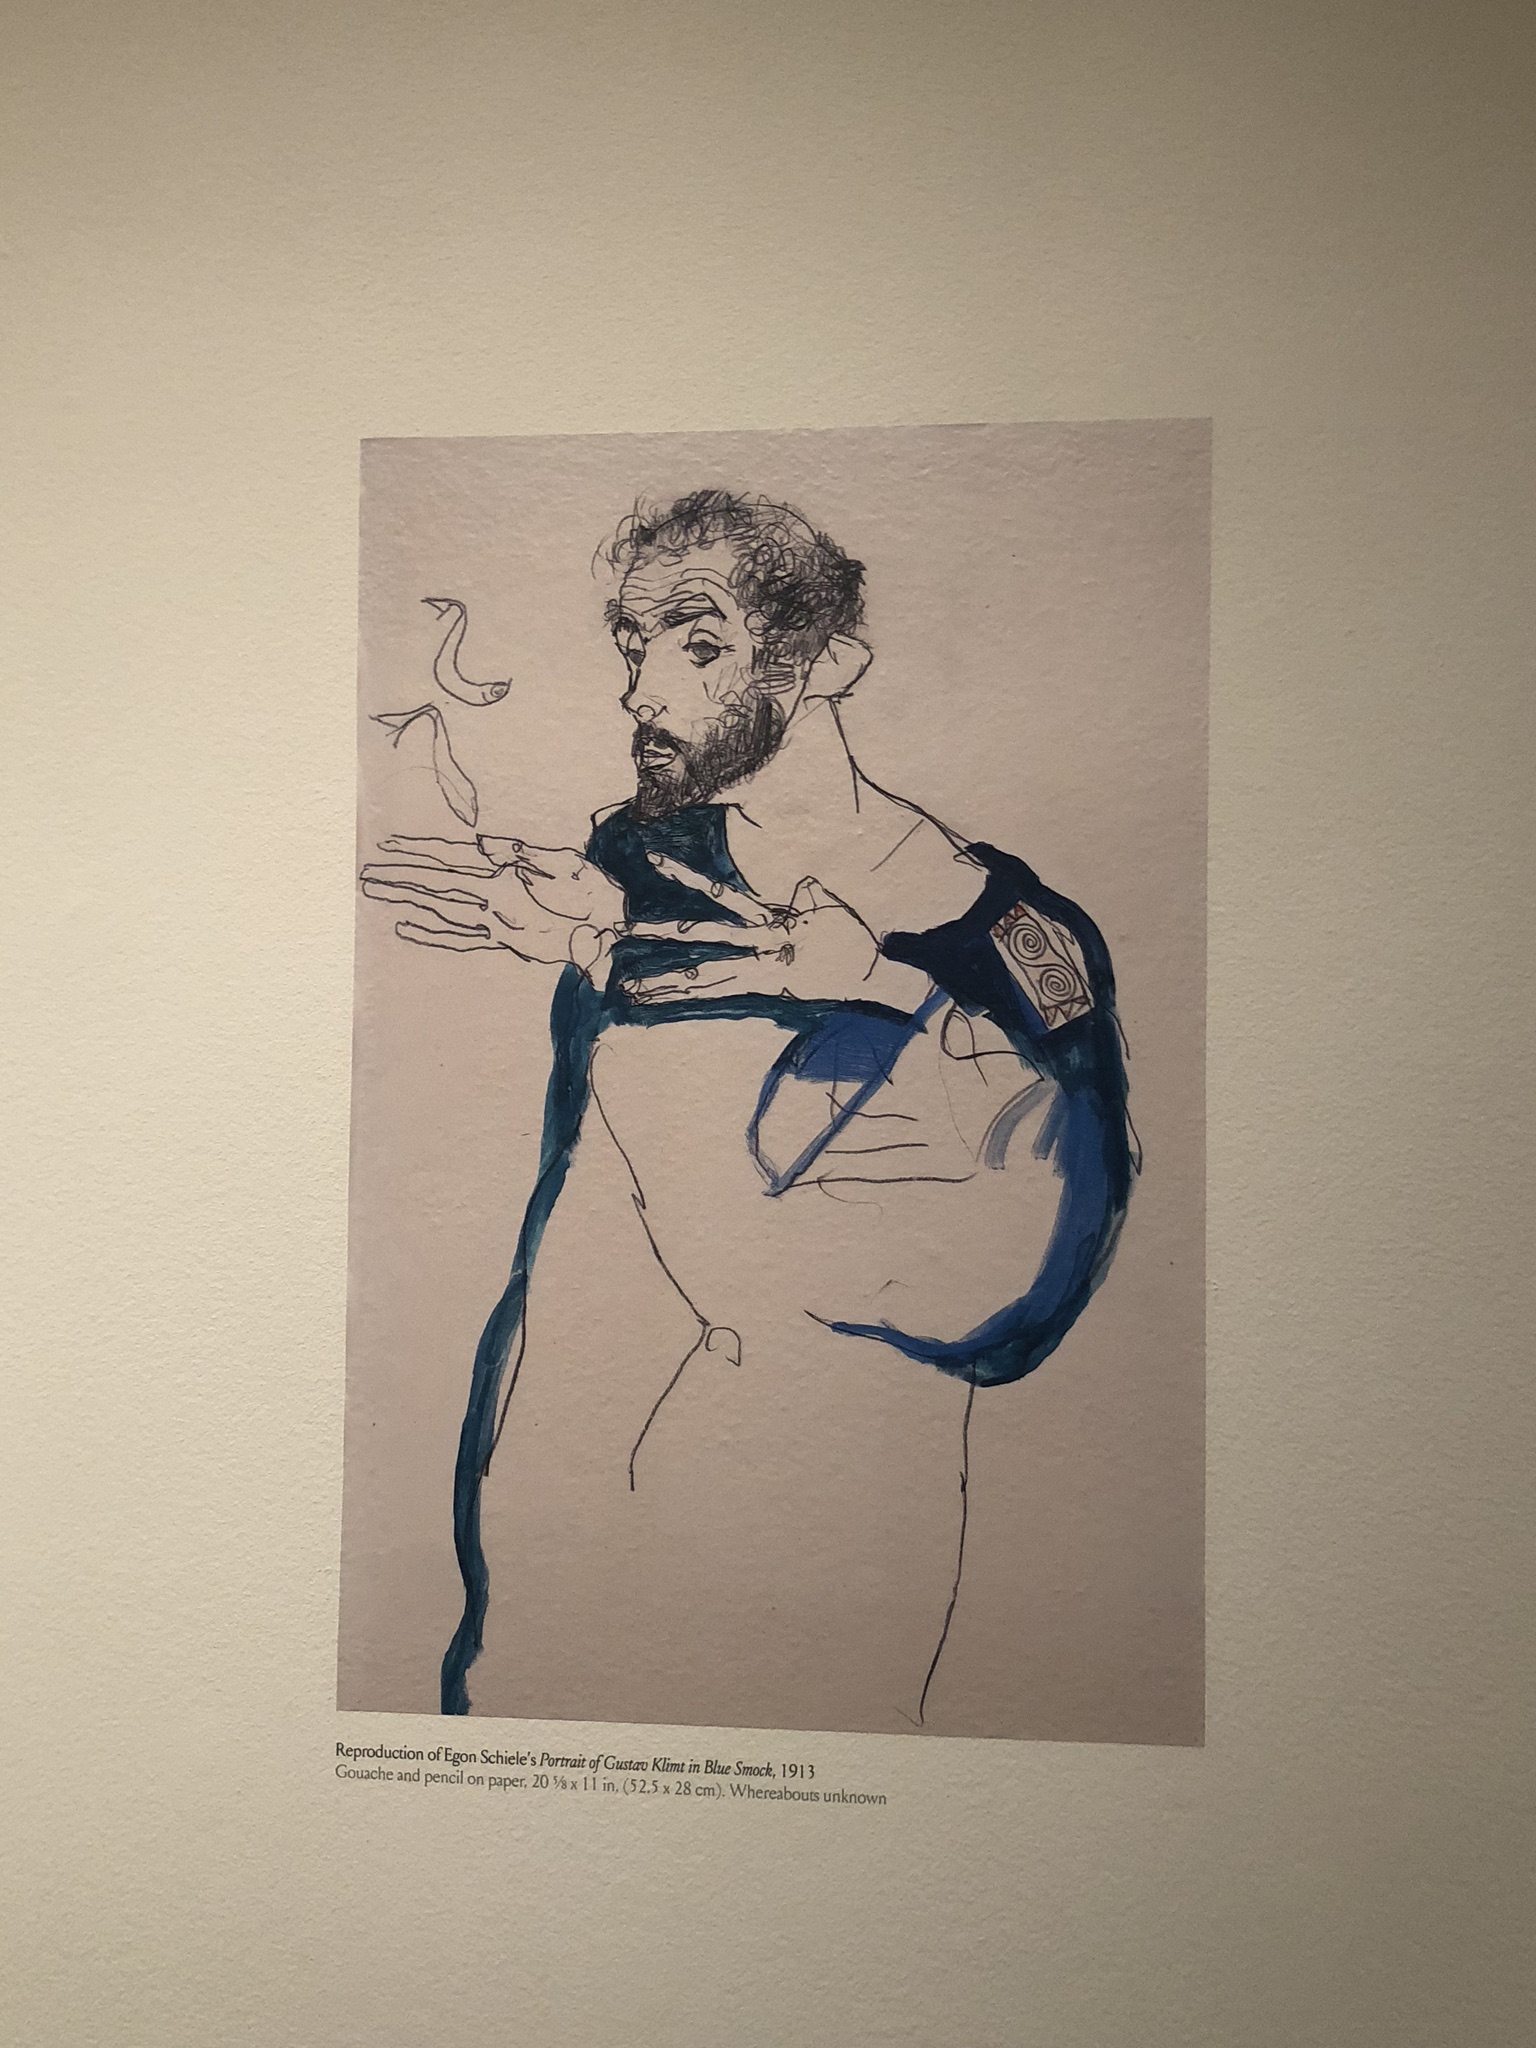 Reproduction of Egon Schiele's Portrait of Gustav Klimt in Blue Smock, 1913
Gouache and pencil on paper, 20 ⅝ x 11 in. (52.5 x 28 cm). Whereabouts unknown